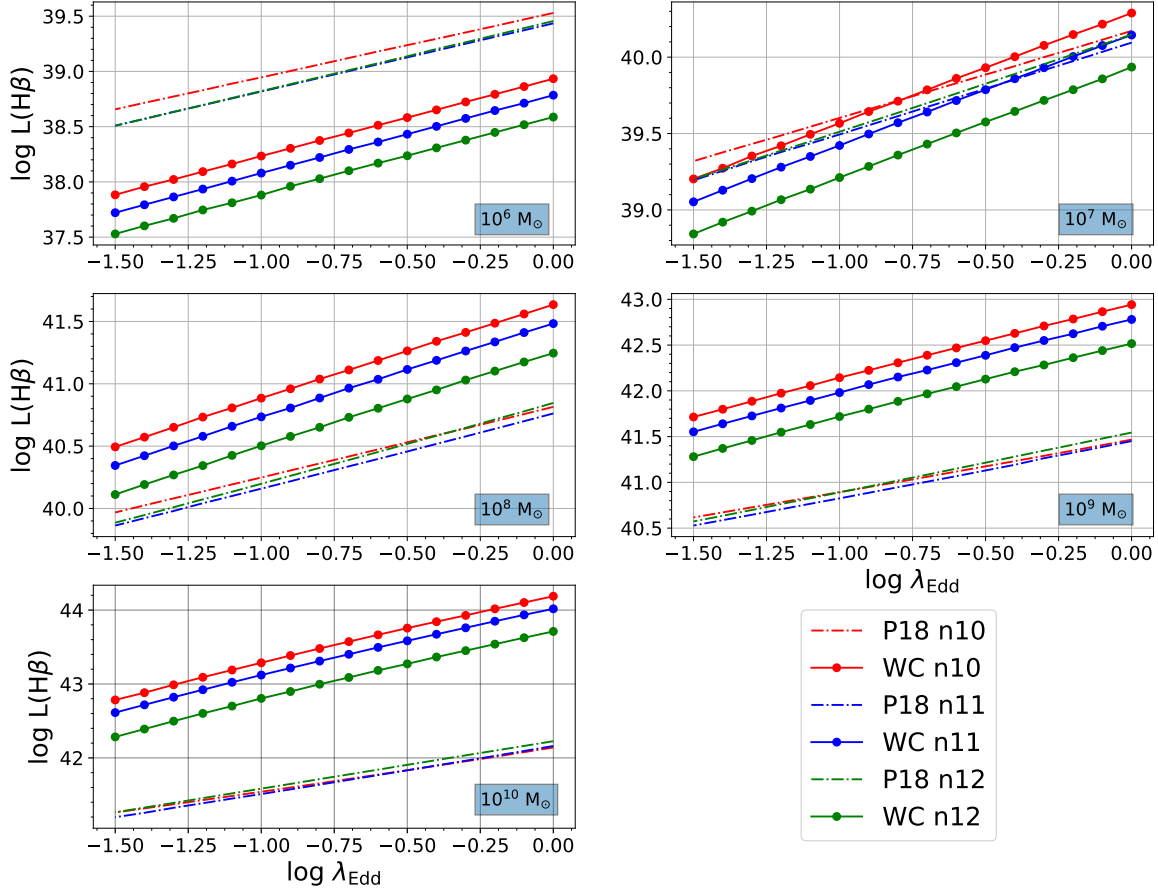 39.5
39.0
38.5
38.0
37.5
log L(Hβ)
10⁶ M⊙
−1.50 −1.25 −1.00 −0.75 −0.50 −0.25 0.00
40.0
39.5
39.0
10⁷ M⊙
−1.50 −1.25 −1.00 −0.75 −0.50 −0.25 0.00
41.5
41.0
40.5
40.0
log L(Hβ)
10⁸ M⊙
−1.50 −1.25 −1.00 −0.75 −0.50 −0.25 0.00
43.0
42.5
42.0
41.5
41.0
40.5
10⁹ M⊙
−1.50 −1.25 −1.00 −0.75 −0.50 −0.25 0.00
log λEdd
44
43
42
log L(Hβ)
10¹⁰ M⊙
−1.50 −1.25 −1.00 −0.75 −0.50 −0.25 0.00
log λEdd
P18 n10
WC n10
P18 n11
WC n11
P18 n12
WC n12